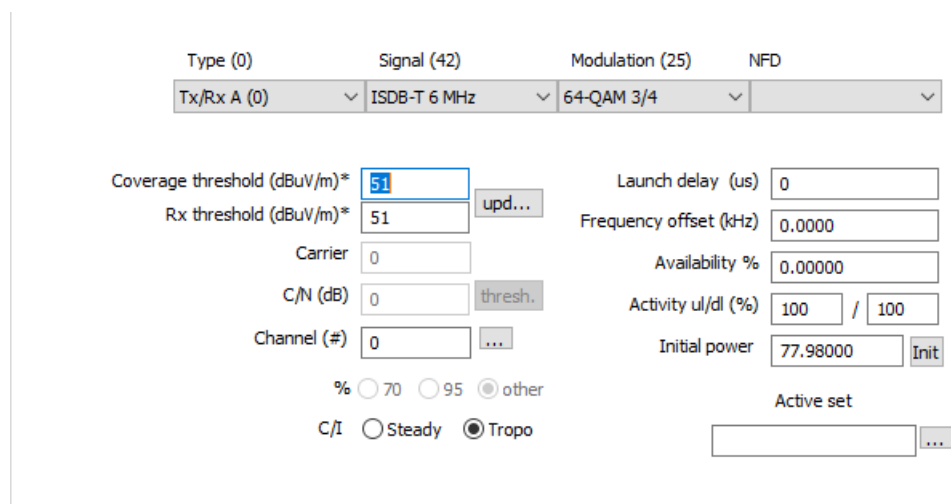 Type (0) Signal (42) Modulation (25) NFD
Tx/Rx A (0) ISDB-T 6 MHz 64-QAM 3/4
Coverage threshold (dBuV/m)* 51 Launch delay (us) 0
upd...
Rx threshold (dBuV/m)* 51 Frequency offset (kHz) 0.0000
Carrier 0 Availability % 0.00000
C/N (dB) 0 thresh. Activity ul/dl (%) 100 / 100
Channel (#) 0 ... Initial power 77.98000 Init
% 70 95 other Active set
C/I Steady Tropo ...